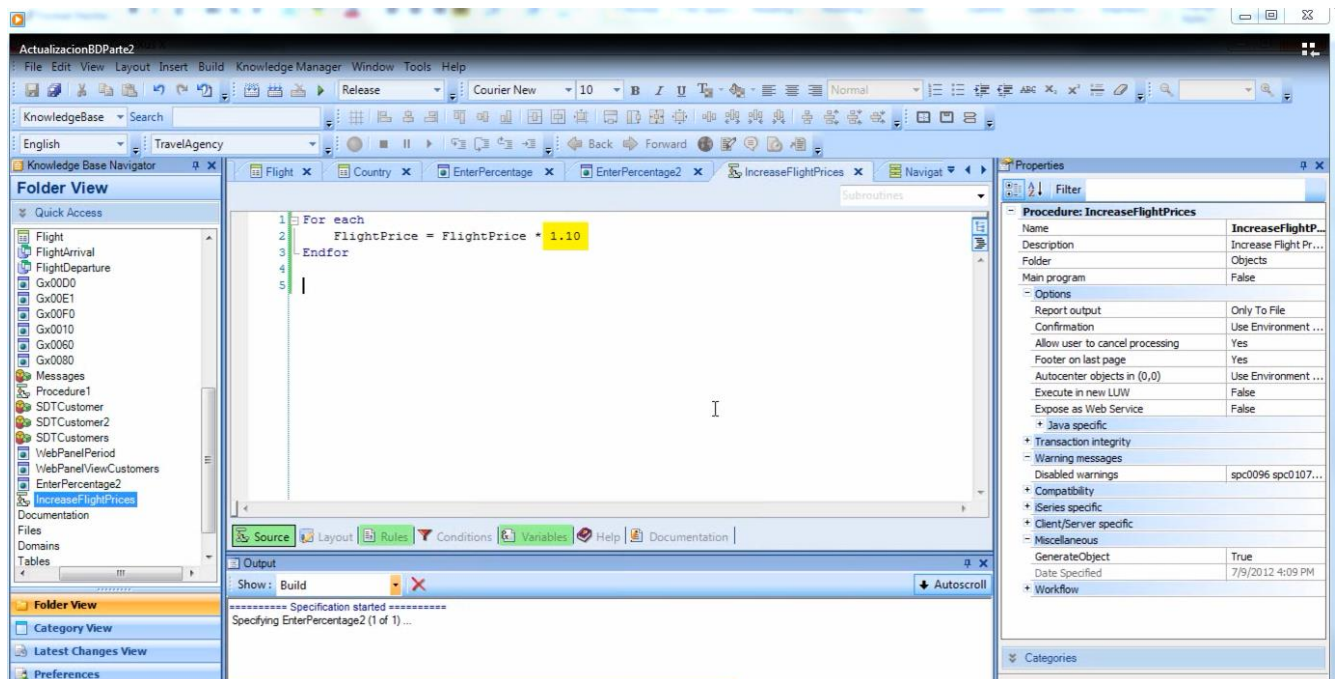 ActualizacionBDParte2
File Edit View Layout Insert Build Knowledge Manager Window Tools Help
Release Courier New 10 B I U Normal ABC
KnowledgeBase Search
English TravelAgency Back Forward
Knowledge Base Navigator
Folder View
Quick Access
Flight
FlightArrival
FlightDeparture
Gx00D0
Gx00E1
Gx00F0
Gx0010
Gx0060
Gx0080
Messages
Procedure1
SDTCustomer
SDTCustomer2
SDTCustomers
WebPanelPeriod
WebPanelViewCustomers
EnterPercentage2
IncreaseFlightPrices
Documentation
Files
Domains
Tables
Folder View
Category View
Latest Changes View
Preferences
Flight Country EnterPercentage EnterPercentage2 IncreaseFlightPrices Navigat
Subroutines
1 For each
2 FlightPrice = FlightPrice * 1.10
3 Endfor
4
5
Source Layout Rules Conditions Variables Help Documentation
Output
Show: Build Autoscroll
========== Specification started ==========
Specifying EnterPercentage2 (1 of 1) ...
Properties
Filter
Procedure: IncreaseFlightPrices
Name IncreaseFlightP...
Description Increase Flight Pr...
Folder Objects
Main program False
Options
Report output Only To File
Confirmation Use Environment ...
Allow user to cancel processing Yes
Footer on last page Yes
Autocenter objects in (0,0) Use Environment ...
Execute in new LUW False
Expose as Web Service False
Java specific
Transaction integrity
Warning messages
Disabled warnings spc0096 spc0107...
Compatibility
iSeries specific
Client/Server specific
Miscellaneous
GenerateObject True
Date Specified 7/9/2012 4:09 PM
Workflow
Categories